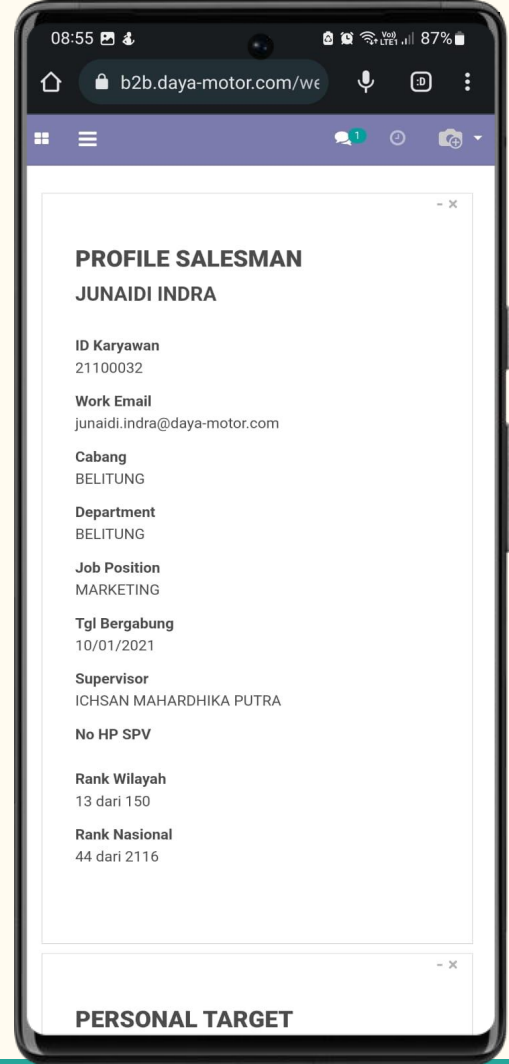 08:55
Vo) LTE1 87%
b2b.daya-motor.com/we
:D
1
PROFILE SALESMAN
JUNAIDI INDRA
ID Karyawan
21100032
Work Email
junaidi.indra@daya-motor.com
Cabang
BELITUNG
Department
BELITUNG
Job Position
MARKETING
Tgl Bergabung
10/01/2021
Supervisor
ICHSAN MAHARDHIKA PUTRA
No HP SPV
Rank Wilayah
13 dari 150
Rank Nasional
44 dari 2116
PERSONAL TARGET